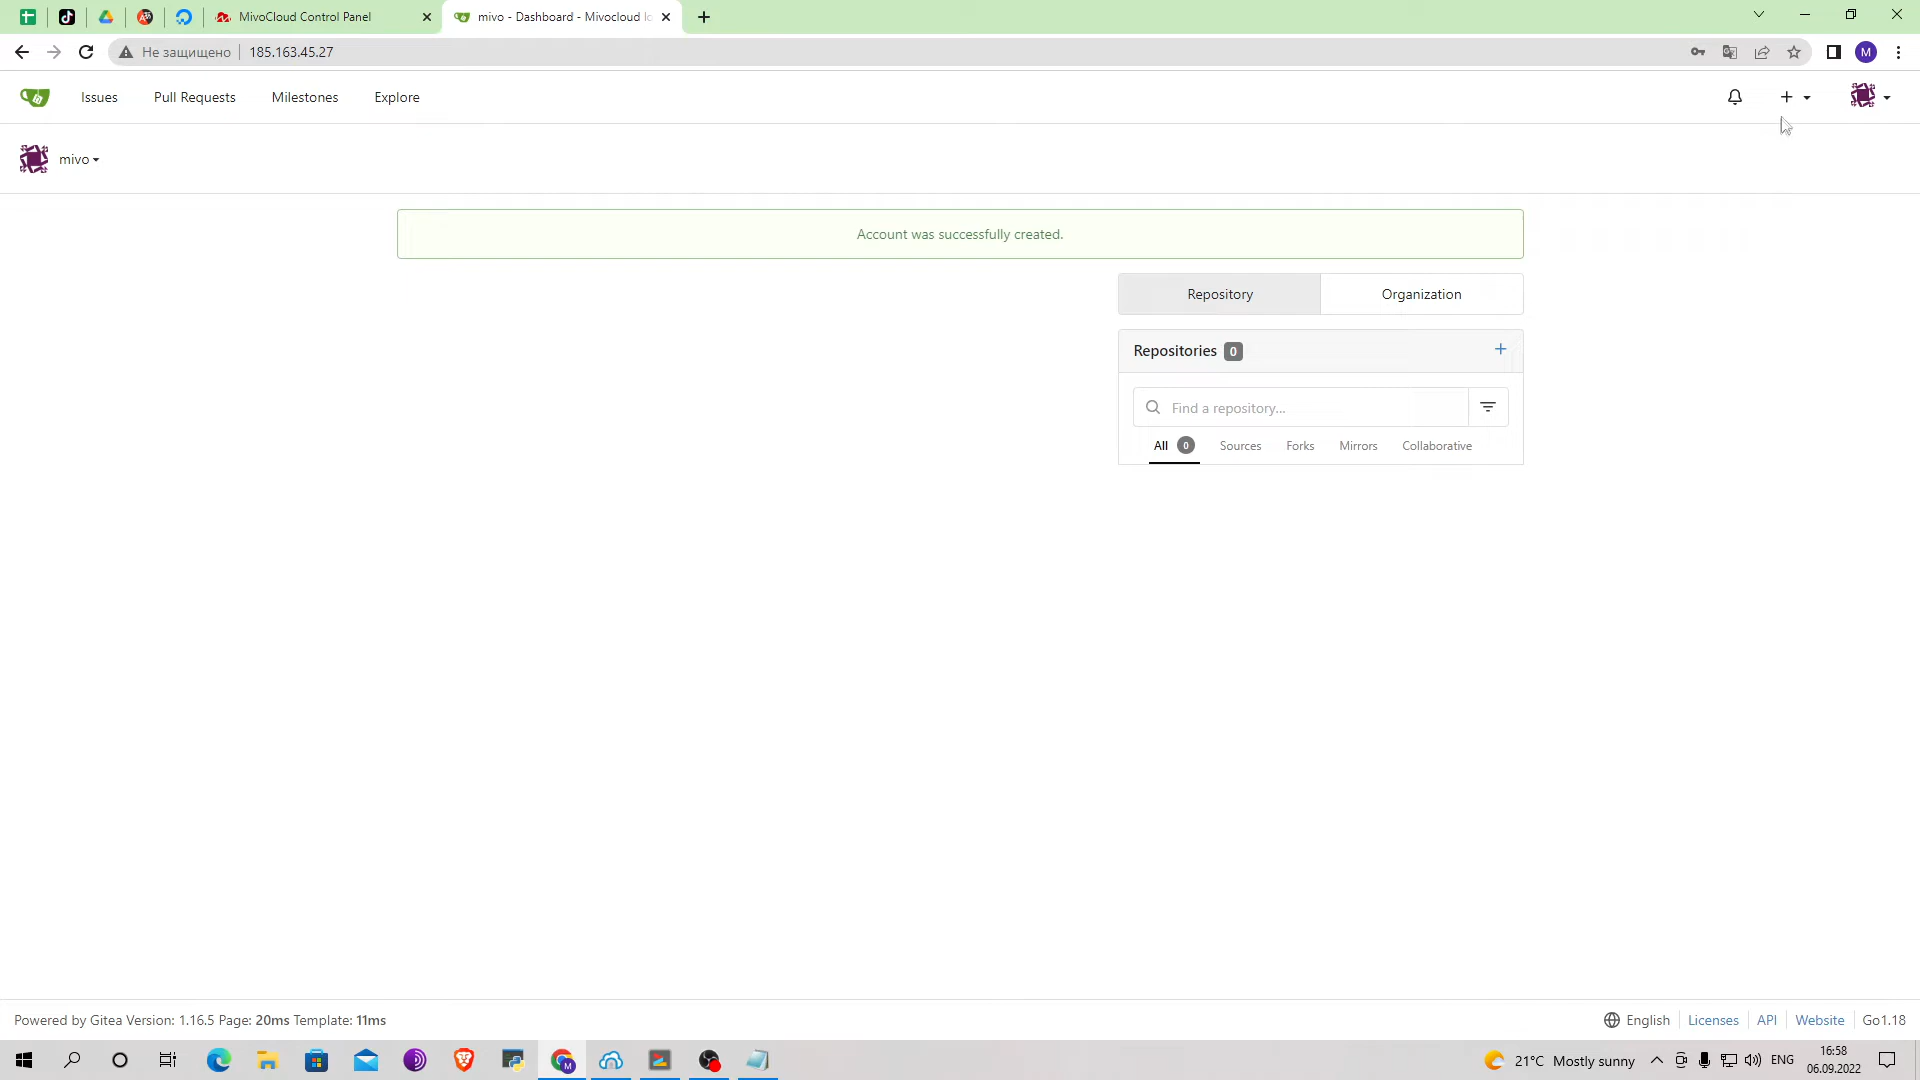 MivoCloud Control Panel
mivo - Dashboard - Mivocloud
Не защищено
185.163.45.27
M
Issues
Pull Requests
Milestones
Explore
mivo
Account was successfully created.
Repository
Organization
Repositories 0
Find a repository...
All 0
Sources
Forks
Mirrors
Collaborative
Powered by Gitea Version: 1.16.5 Page: 20ms Template: 11ms
English
Licenses
API
Website
Go1.18
21°C Mostly sunny
ENG
16:58
06.09.2022